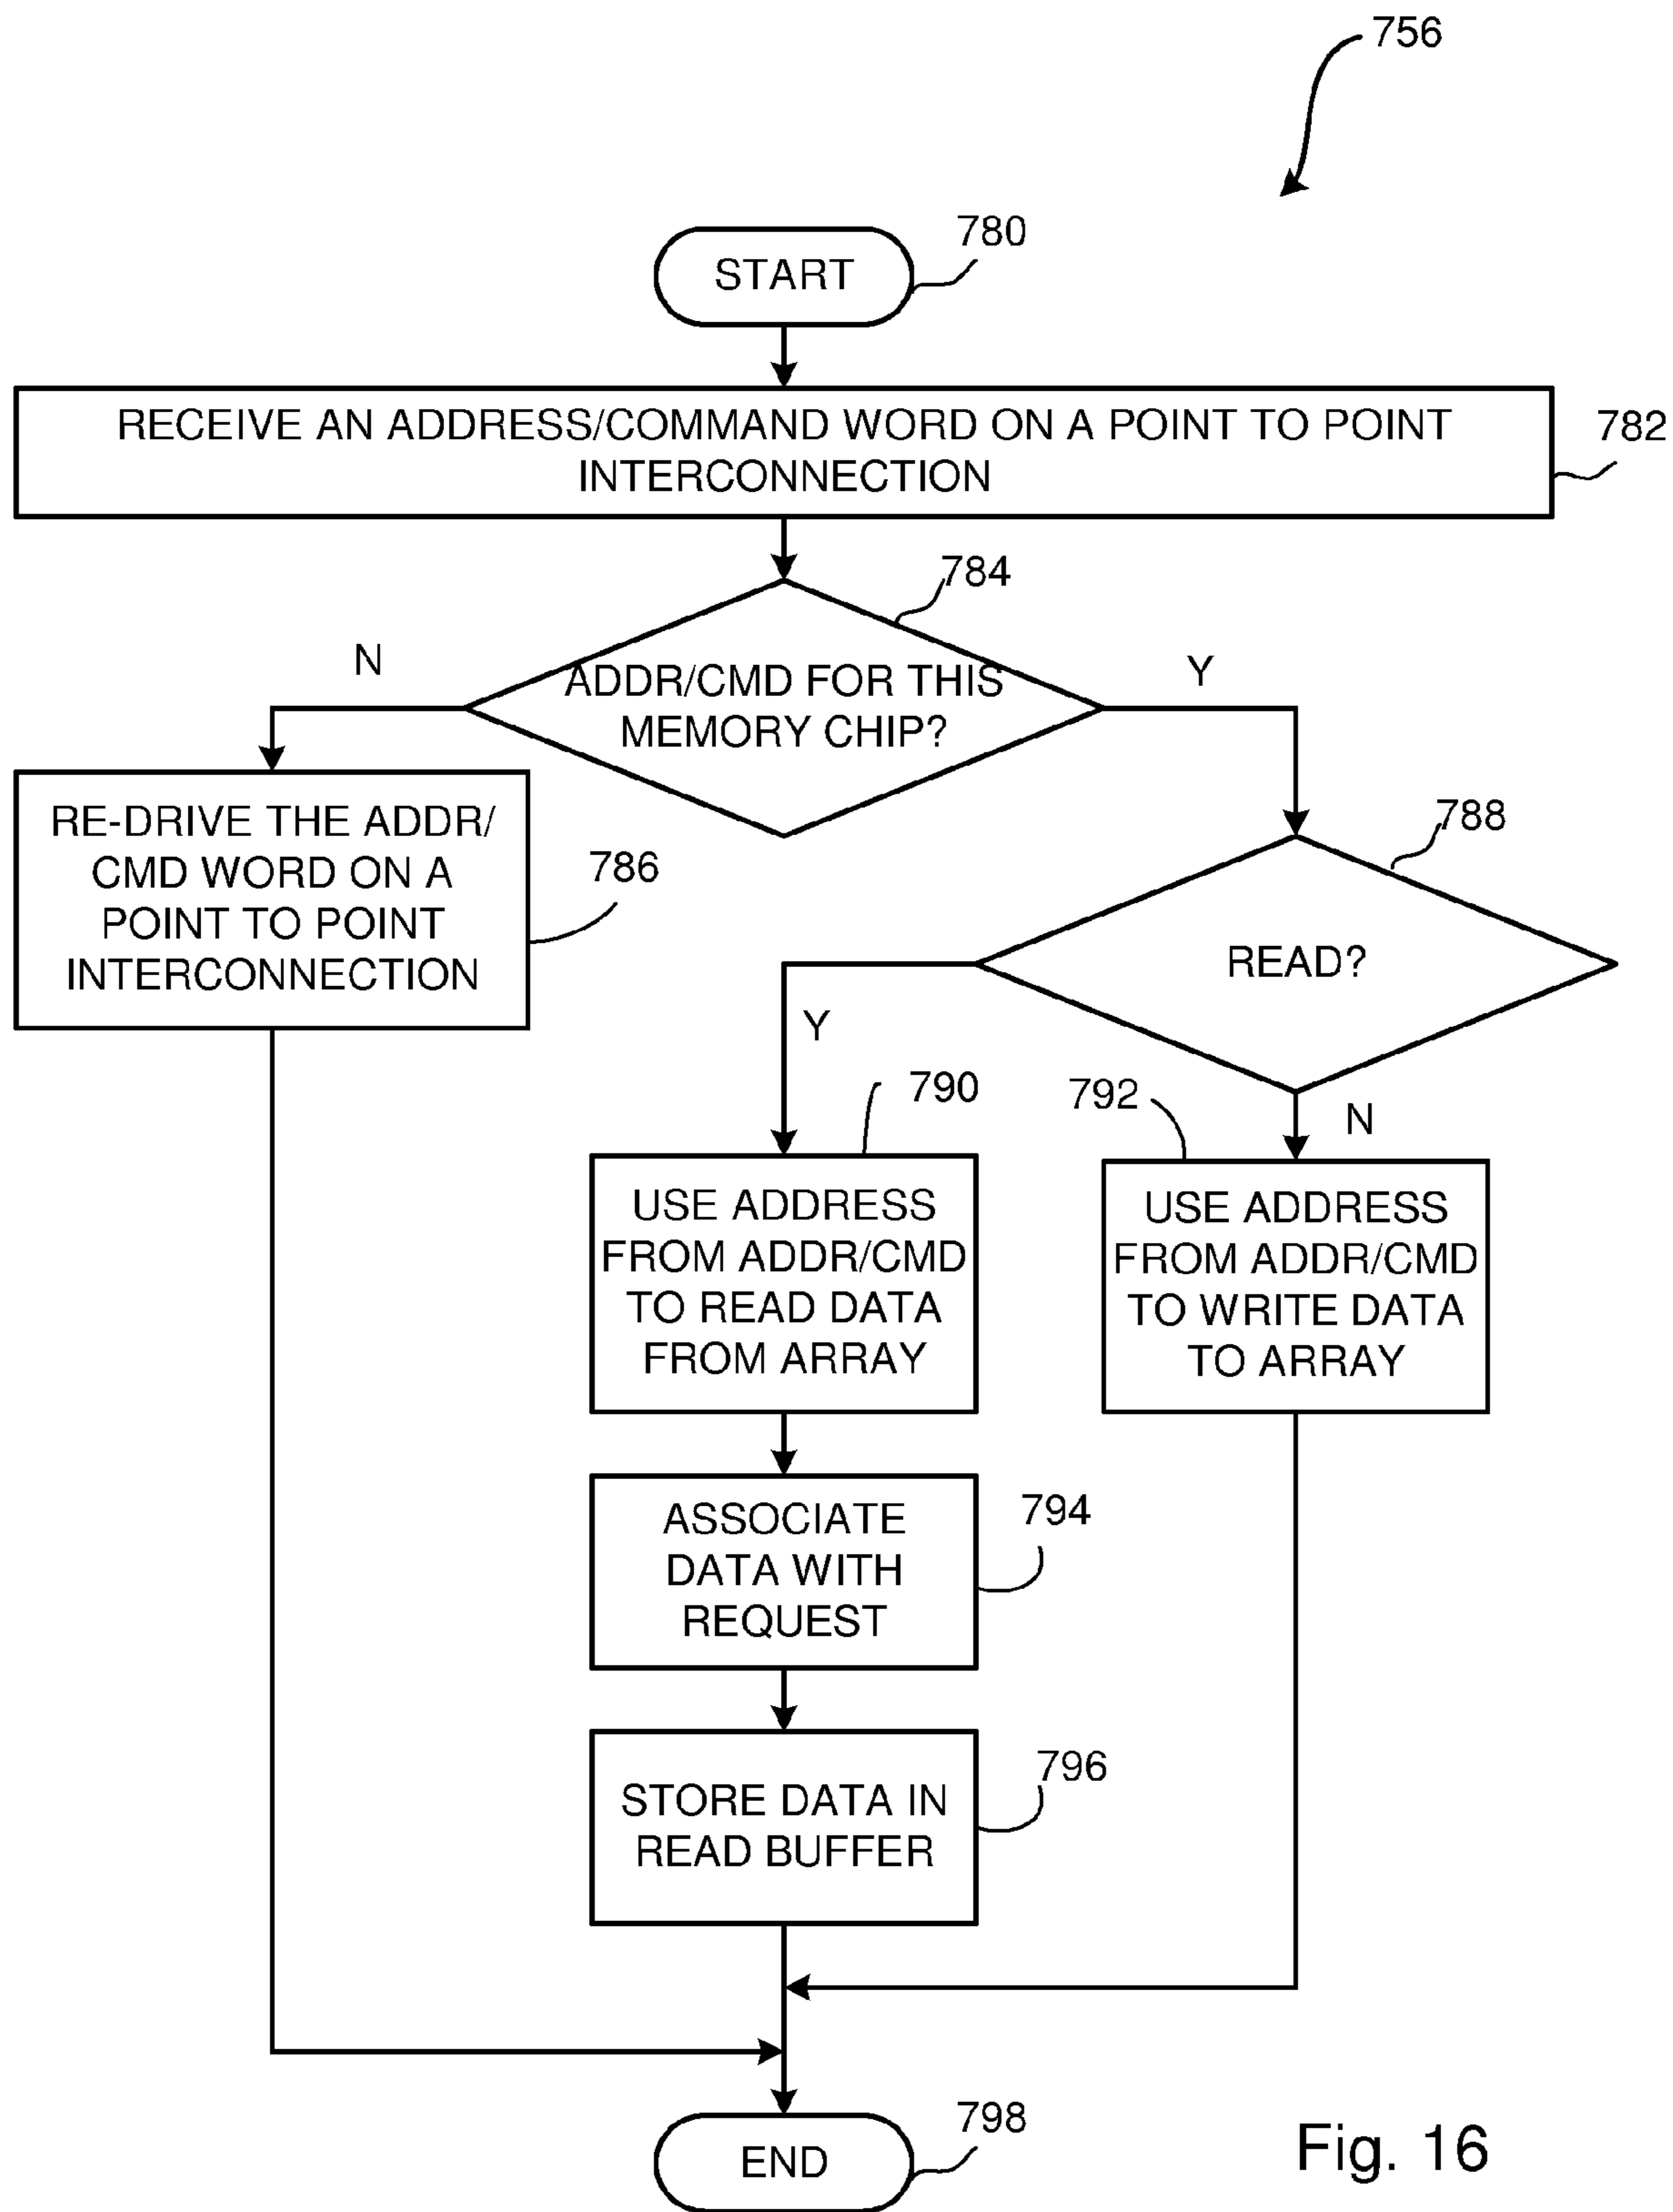 756
780
START
RECEIVE AN ADDRESS/COMMAND WORD ON A POINT TO POINT
INTERCONNECTION
782
784
N
ADDR/CMD FOR THIS
MEMORY CHIP?
Y
RE-DRIVE THE ADDR/
CMD WORD ON A
POINT TO POINT
INTERCONNECTION
786
788
READ?
Y
N
790
USE ADDRESS
FROM ADDR/CMD
TO READ DATA
FROM ARRAY
792
USE ADDRESS
FROM ADDR/CMD
TO WRITE DATA
TO ARRAY
ASSOCIATE
DATA WITH
REQUEST
794
STORE DATA IN
READ BUFFER
796
798
END
Fig. 16